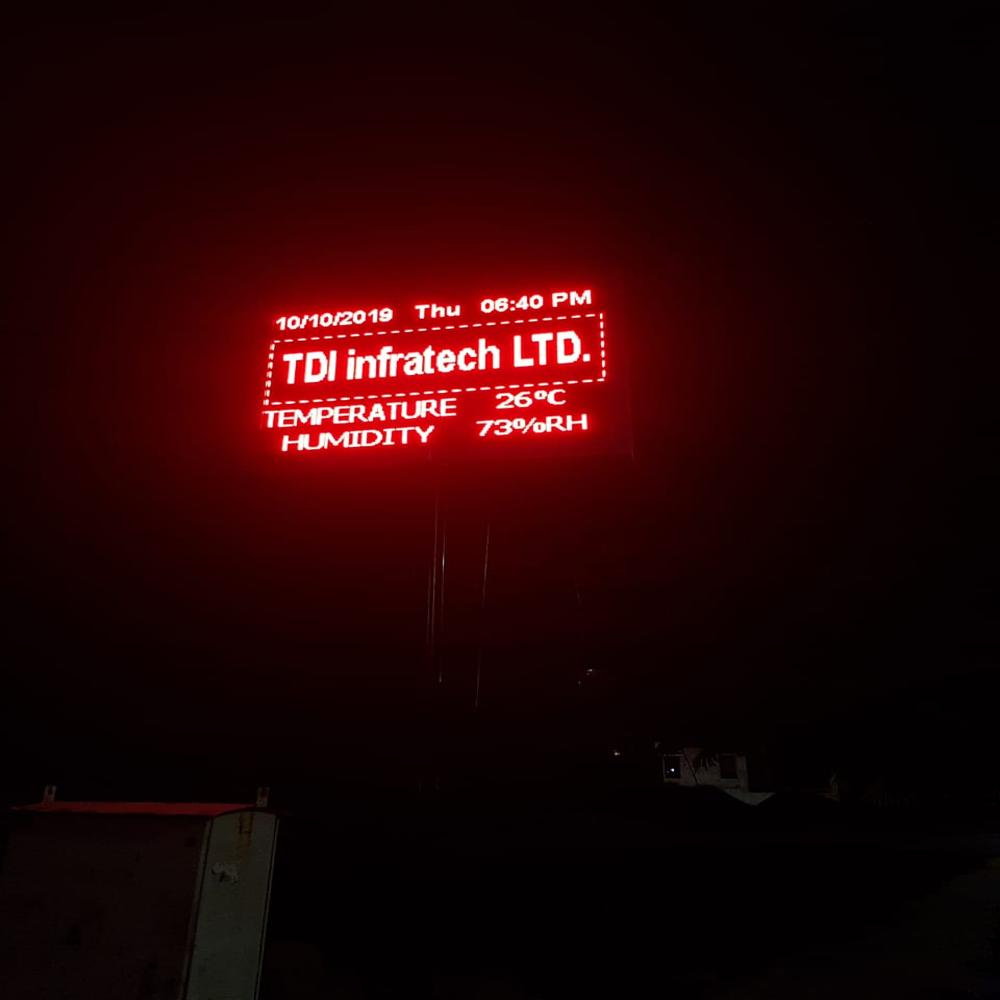 10/10/2019 Thu 06:40 PM
TDI infratech LTD.
TEMPERATURE 26°C
HUMIDITY 73%RH